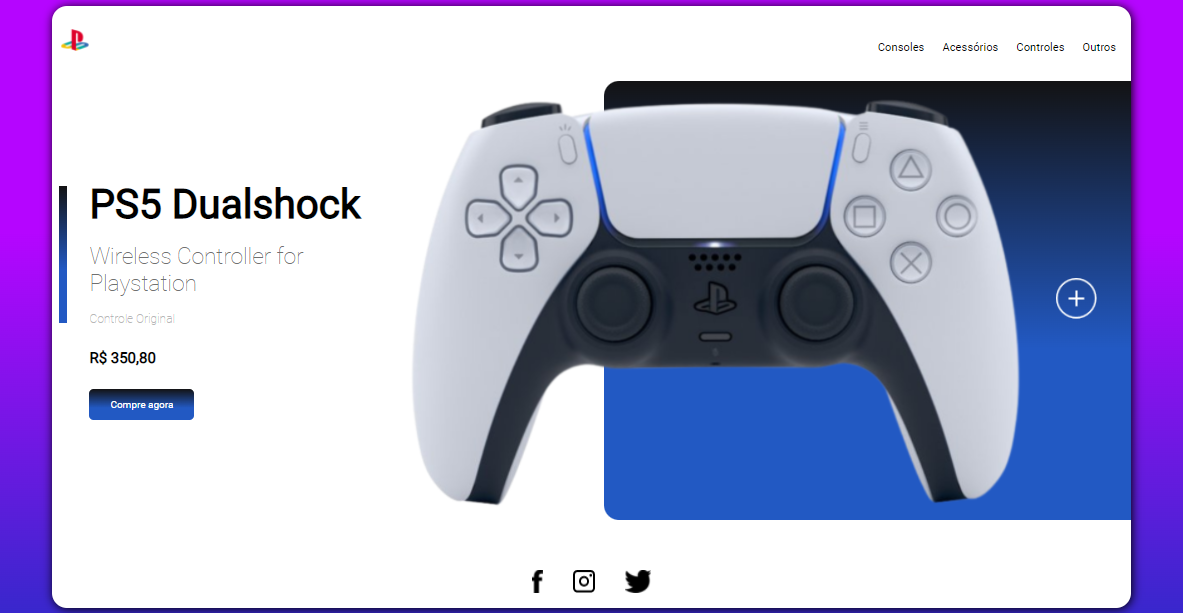 Consoles Acessórios Controles Outros
PS5 Dualshock
Wireless Controller for
Playstation
Controle Original
R$ 350,80
Compre agora